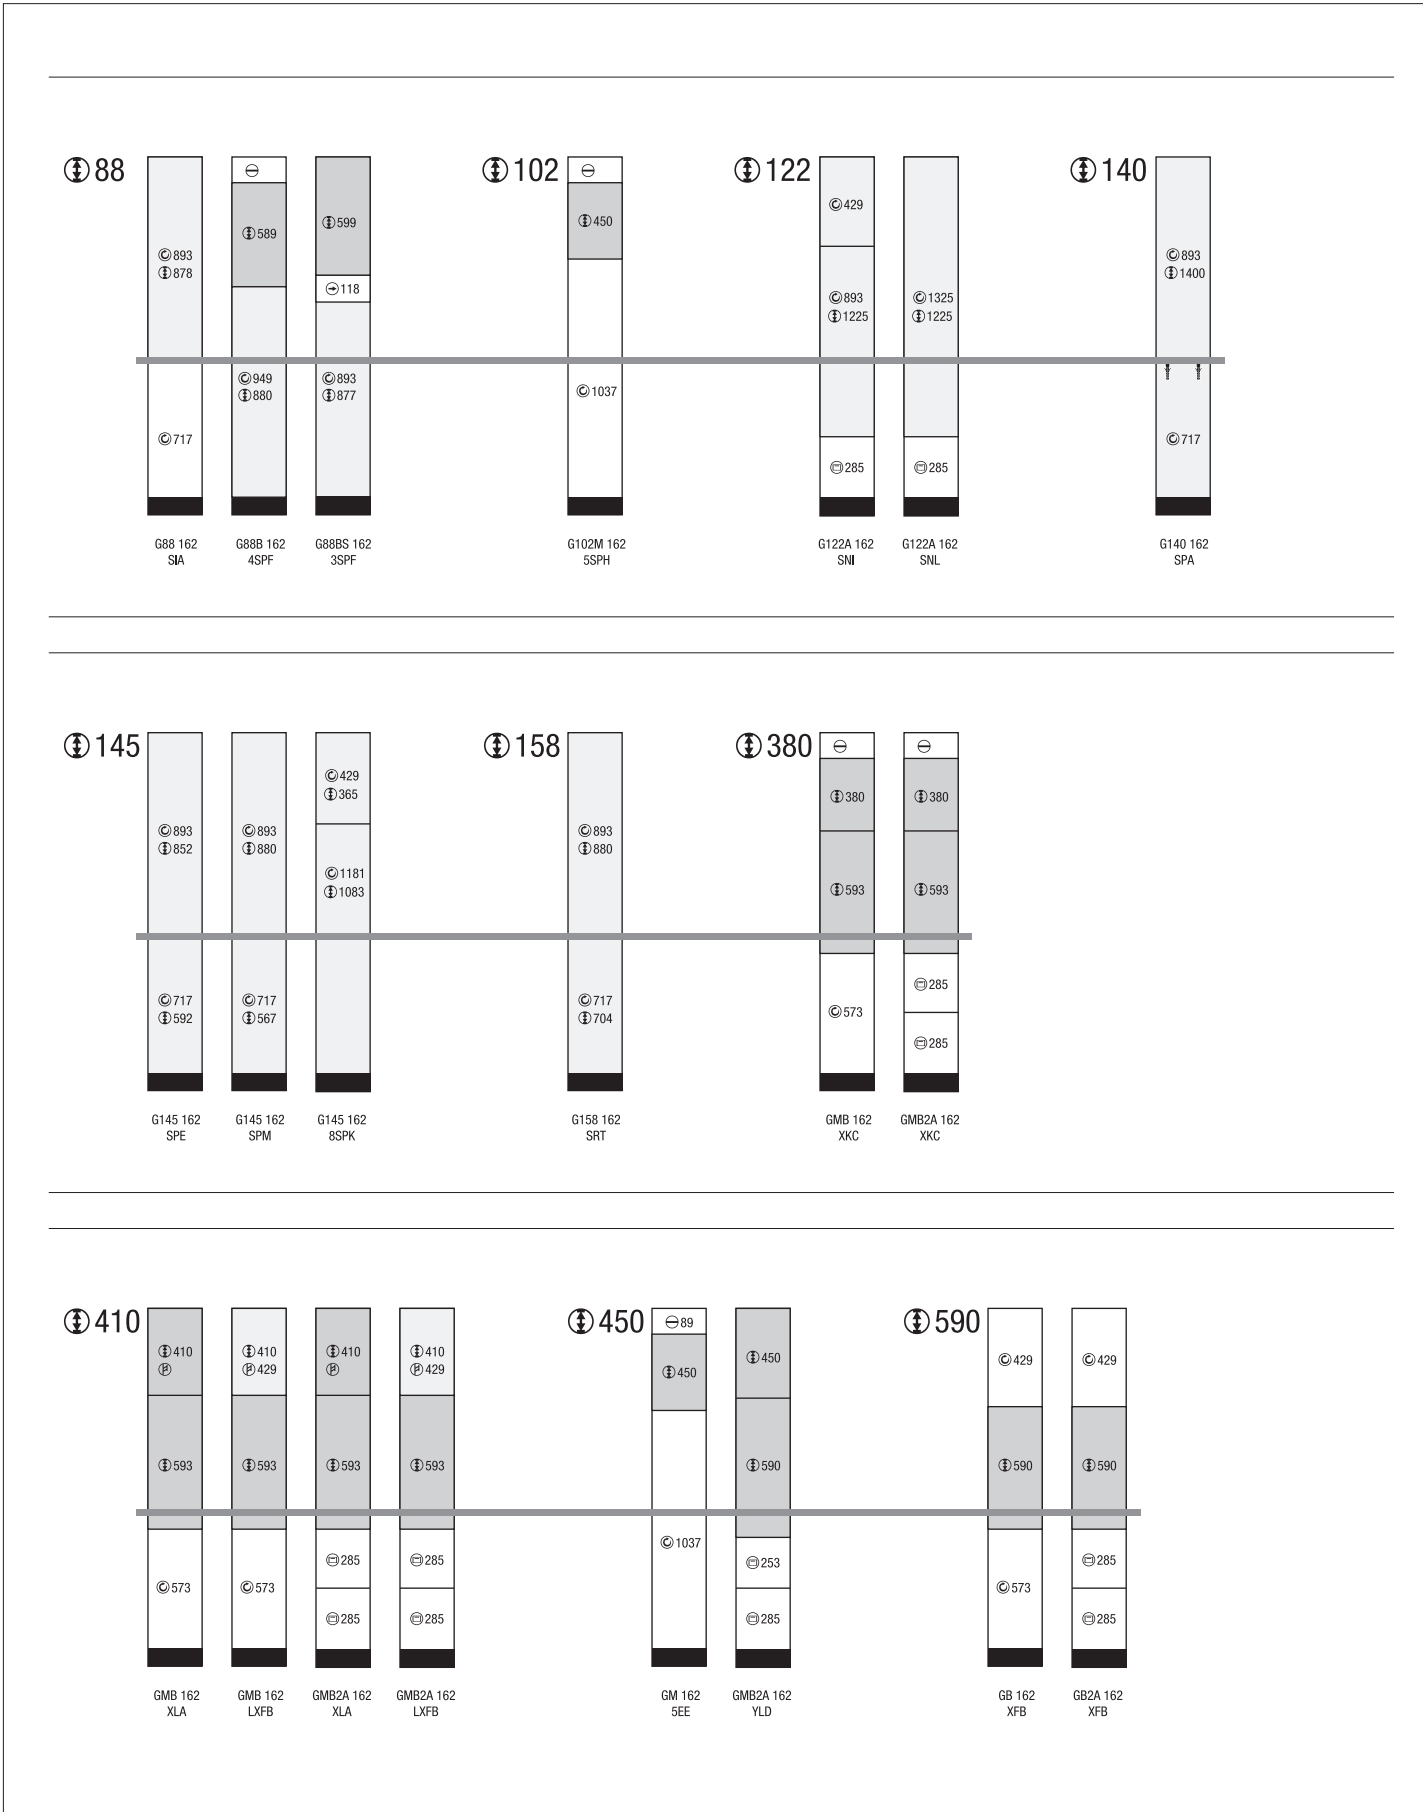 88
893
878
717
G88 162
SIA
589
949
880
G88B 162
4SPF
599
118
893
877
G88BS 162
3SPF
102
450
1037
G102M 162
5SPH
122
429
893
1225
285
G122A 162
SNI
1325
1225
285
G122A 162
SNL
140
893
1400
717
G140 162
SPA
145
893
852
717
592
G145 162
SPE
893
880
717
567
G145 162
SPM
429
365
1181
1083
G145 162
8SPK
158
893
880
717
704
G158 162
SRT
380
380
593
573
GMB 162
XKC
380
593
285
285
GMB2A 162
XKC
410
410
593
573
GMB 162
XLA
410
429
593
573
GMB 162
LXFB
410
593
285
285
GMB2A 162
XLA
410
429
593
285
285
GMB2A 162
LXFB
450
89
450
1037
GM 162
5EE
450
590
253
285
GMB2A 162
YLD
590
429
590
573
GB 162
XFB
429
590
285
285
GB2A 162
XFB